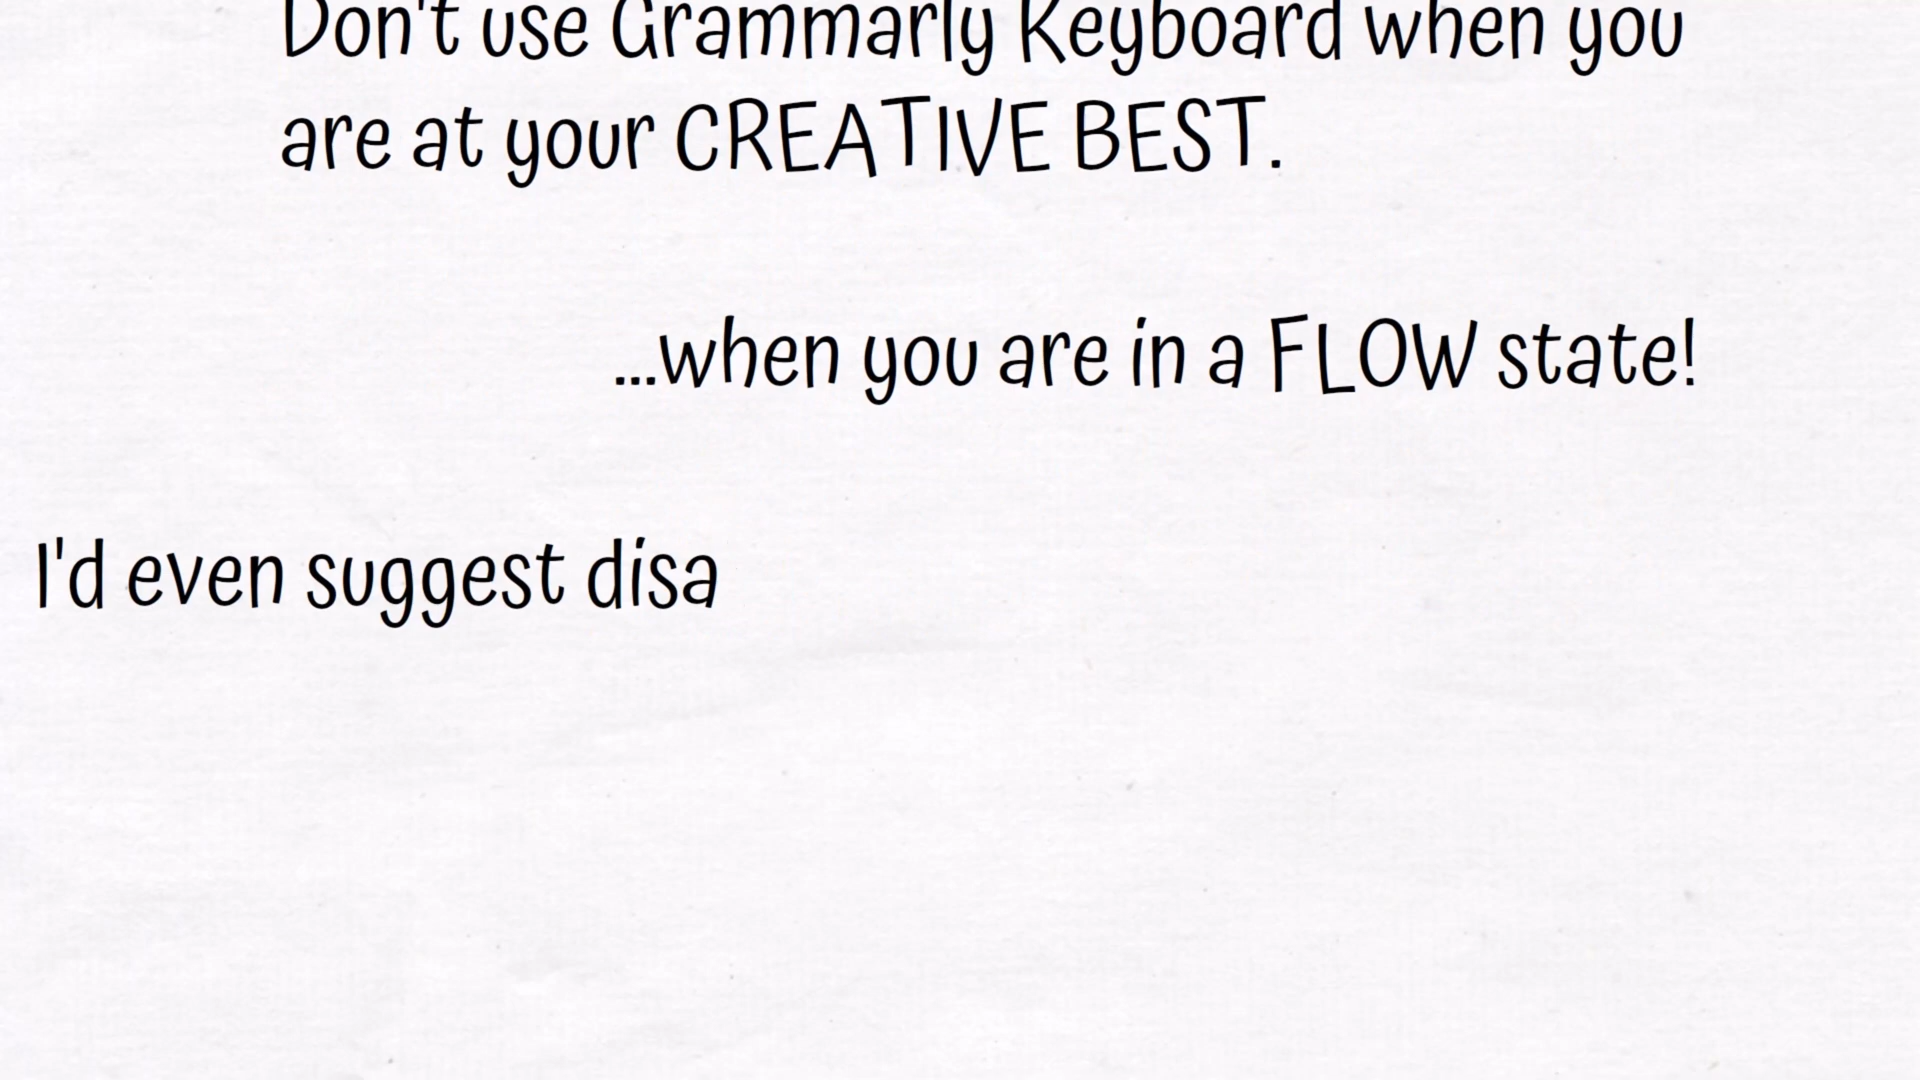 Don't use Grammarly Keyboard when you
are at your CREATIVE BEST.
...when you are in a FLOW state!
I'd even suggest disa